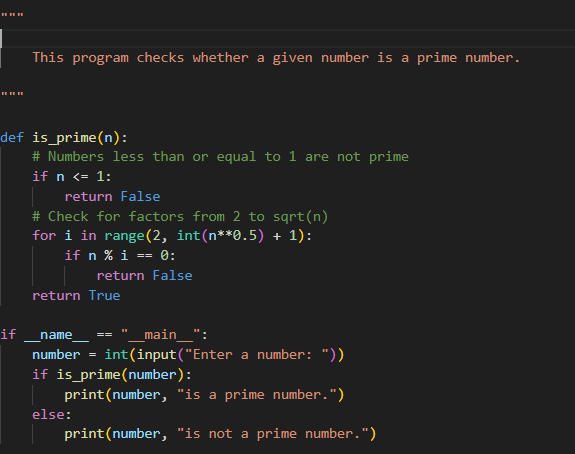 """
    This program checks whether a given number is a prime number.
"""
def is_prime(n):
    # Numbers less than or equal to 1 are not prime
    if n <= 1:
        return False
    # Check for factors from 2 to sqrt(n)
    for i in range(2, int(n**0.5) + 1):
        if n % i == 0:
            return False
    return True
if __name__ == "__main__":
    number = int(input("Enter a number: "))
    if is_prime(number):
        print(number, "is a prime number.")
    else:
        print(number, "is not a prime number.")